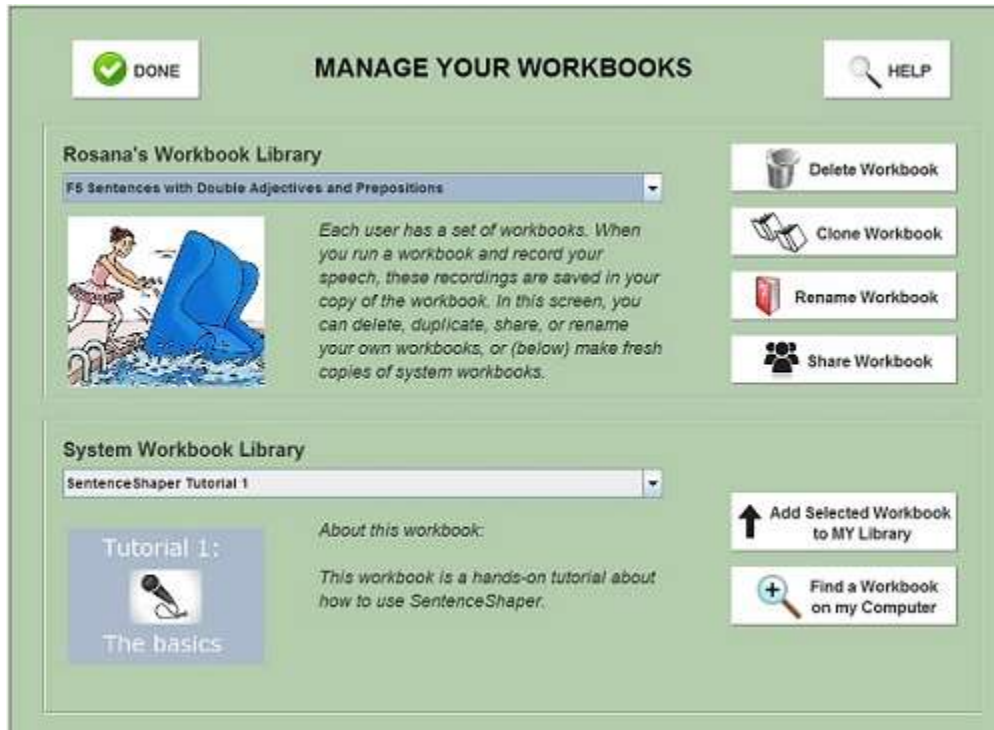 DONE
MANAGE YOUR WORKBOOKS
HELP
Rosana's Workbook Library
F5 Sentences with Double Adjectives and Prepositions
Each user has a set of workbooks. When
you run a workbook and record your
speech, these recordings are saved in your
copy of the workbook. In this screen, you
can delete, duplicate, share, or rename
your own workbooks, or (below) make fresh
copies of system workbooks.
Delete Workbook
Clone Workbook
Rename Workbook
Share Workbook
System Workbook Library
SentenceShaper Tutorial 1
Tutorial 1:
The basics
About this workbook:
This workbook is a hands-on tutorial about
how to use SentenceShaper.
Add Selected Workbook
to MY Library
Find a Workbook
on my Computer